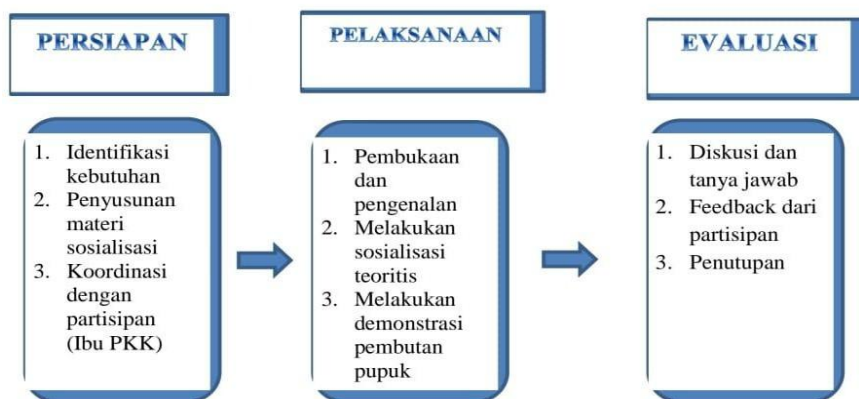 PERSIAPAN
1. Identifikasi
kebutuhan
2. Penyusunan
materi
sosialisasi
3. Koordinasi
dengan
partisipan
(Ibu PKK)
PELAKSANAAN
1. Pembukaan
dan
pengenalan
2. Melakukan
sosialisasi
teoritis
3. Melakukan
demonstrasi
pembutan
pupuk
EVALUASI
1. Diskusi dan
tanya jawab
2. Feedback dari
partisipan
3. Penutupan